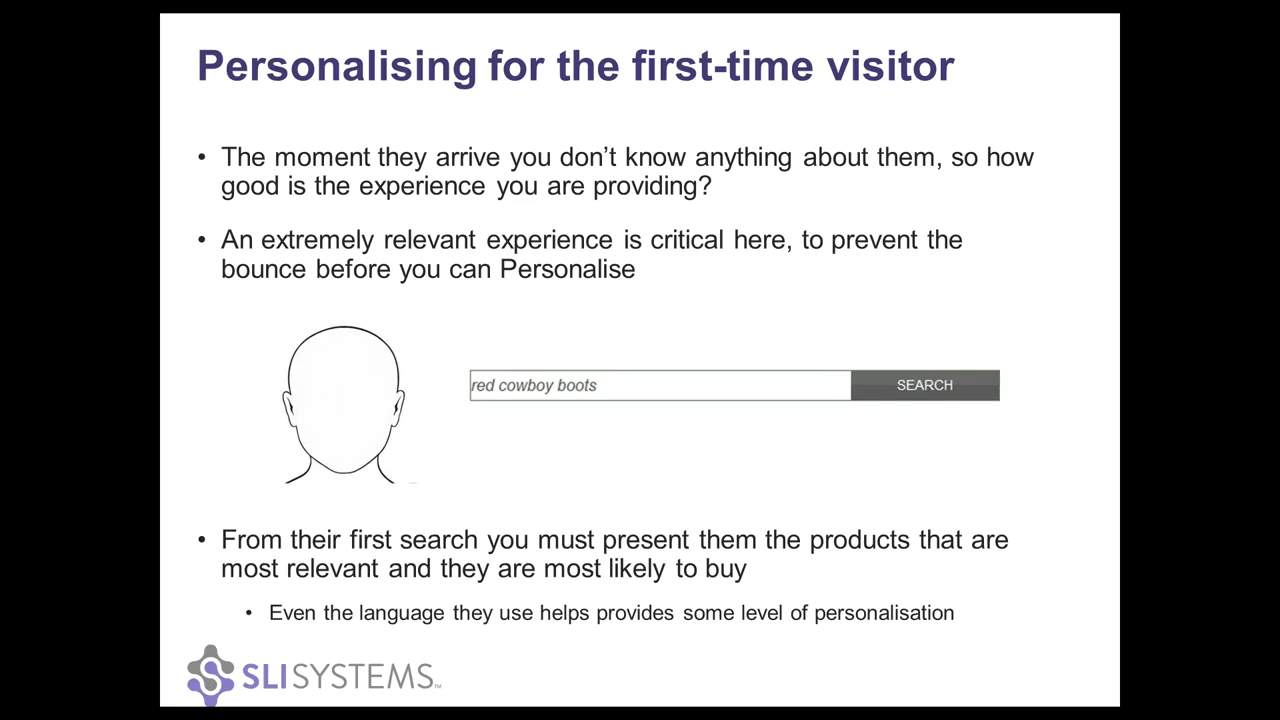 Personalising for the first-time visitor
• The moment they arrive you don’t know anything about them, so how
good is the experience you are providing?
• An extremely relevant experience is critical here, to prevent the
bounce before you can Personalise
red cowboy boots
SEARCH
• From their first search you must present them the products that are
most relevant and they are most likely to buy
• Even the language they use helps provides some level of personalisation
SLISYSTEMS™